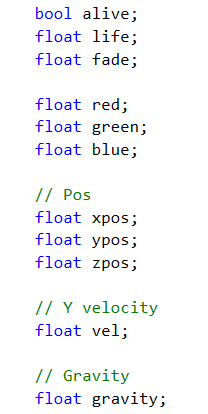 bool alive;
float life;
float fade;
float red;
float green;
float blue;
// Pos
float xpos;
float ypos;
float zpos;
// Y velocity
float vel;
// Gravity
float gravity;